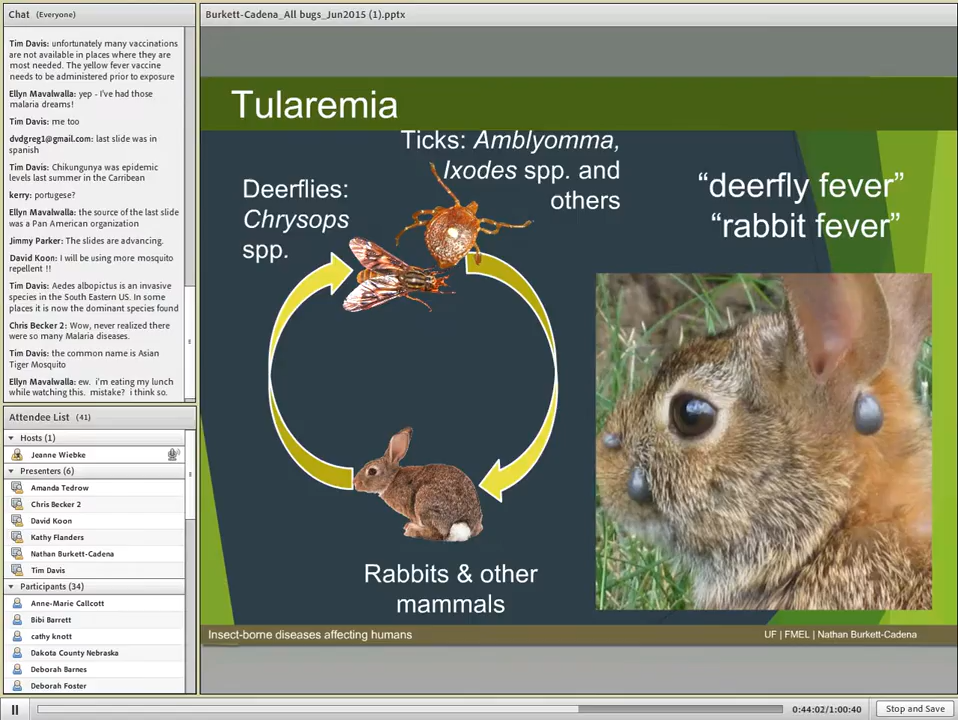 Chat (Everyone)
Tim Davis: unfortunately many vaccinations
are not available in places where they are
most needed. The yellow fever vaccine
needs to be administered prior to exposure
Ellyn Mavalwalla: yep - I've had those
malaria dreams!
Tim Davis: me too
dvdgreg1@gmail.com: last slide was in
spanish
Tim Davis: Chikungunya was epidemic
levels last summer in the Carribean
kerry: portugese?
Ellyn Mavalwalla: the source of the last slide
was a Pan American organization
Jimmy Parker: The slides are advancing.
David Koon: I will be using more mosquito
repellent !!
Tim Davis: Aedes albopictus is an invasive
species in the South Eastern US. In some
places it is now the dominant species found
Chris Becker 2: Wow, never realized there
were so many Malaria diseases.
Tim Davis: the common name is Asian
Tiger Mosquito
Ellyn Mavalwalla: ew. i'm eating my lunch
while watching this. mistake? i think so.
Attendee List (41)
Hosts (1)
Jeanne Wiebke
Presenters (6)
Amanda Tedrow
Chris Becker 2
David Koon
Kathy Flanders
Nathan Burkett-Cadena
Tim Davis
Participants (34)
Anne-Marie Callcott
Bibi Barrett
cathy knott
Dakota County Nebraska
Deborah Barnes
Deborah Foster
Burkett-Cadena_All bugs_Jun2015 (1).pptx
Tularemia
Ticks: Amblyomma,
Ixodes spp. and
others
Deerflies:
Chrysops
spp.
“deerfly fever”
“rabbit fever”
Rabbits & other
mammals
Insect-borne diseases affecting humans
UF | FMEL | Nathan Burkett-Cadena
0:44:02/1:00:40
Stop and Save